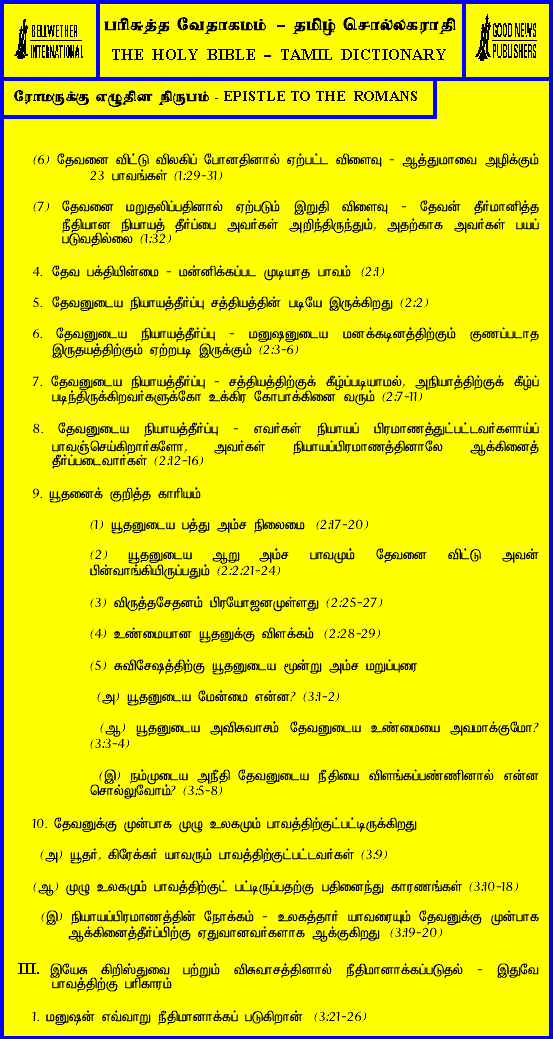 BELLWETHER
INTERNATIONAL
பரிசுத்த வேதாகமம் – தமிழ் சொல்லகராதி
THE HOLY BIBLE – TAMIL DICTIONARY
GOOD NEWS
PUBLISHERS
ரோமருக்கு எழுதின நிருபம் - EPISTLE TO THE ROMANS
(6) தேவனை விட்டு விலகிப் போனதினால் ஏற்பட்ட விளைவு - ஆத்துமாவை அழிக்கும்
23 பாவங்கள் (1:29-31)
(7) தேவனை மறுதலிப்பதினால் ஏற்படும் இறுதி விளைவு - தேவன் தீர்மானித்த
நீதியான நியாயத் தீர்ப்பை அவர்கள் அறிந்திருந்தும், அதற்காக அவர்கள் பயப்
படுவதில்லை (1:32)
4. தேவ பக்தியின்மை - மன்னிக்கப்பட முடியாத பாவம் (2:1)
5. தேவனுடைய நியாயத்தீர்ப்பு சத்தியத்தின் படியே இருக்கிறது (2:2)
6. தேவனுடைய நியாயத்தீர்ப்பு - மனுஷனுடைய மனக்கடினத்திற்கும் குணப்படாத
இருதயத்திற்கும் ஏற்றபடி இருக்கும் (2:3-6)
7. தேவனுடைய நியாயத்தீர்ப்பு - சத்தியத்திற்குக் கீழ்ப்படியாமல், அநியாத்திற்குக் கீழ்ப்
படிந்திருக்கிறவர்களுக்கோ உக்கிர கோபாக்கினை வரும் (2:7-11)
8. தேவனுடைய நியாயத்தீர்ப்பு - எவர்கள் நியாயப் பிரமாணத்துட்பட்டவர்களாய்ப்
பாவஞ்செய்கிறார்களோ, அவர்கள் நியாயப்பிரமாணத்தினாலே ஆக்கினைத்
தீர்ப்படைவார்கள் (2:12-16)
9. யூதனைக் குறித்த காரியம்
(1) யூதனுடைய பத்து அம்ச நிலைமை (2:17-20)
(2) யூதனுடைய ஆறு அம்ச பாவமும் தேவனை விட்டு அவன்
பின்வாங்கியிருப்பதும் (2:2:21-24)
(3) விருத்தசேதனம் பிரயோஜனமுள்ளது (2:25-27)
(4) உண்மையான யூதனுக்கு விளக்கம் (2:28-29)
(5) சுவிசேஷத்திற்கு யூதனுடைய மூன்று அம்ச மறுப்புரை
(அ) யூதனுடைய மேன்மை என்ன? (3:1-2)
(ஆ) யூதனுடைய அவிசுவாசம் தேவனுடைய உண்மையை அவமாக்குமோ?
(3:3-4)
(இ) நம்முடைய அநீதி தேவனுடைய நீதியை விளங்கப்பண்ணினால் என்ன
சொல்லுவோம்? (3:5-8)
10. தேவனுக்கு முன்பாக முழு உலகமும் பாவத்திற்குட்பட்டிருக்கிறது
(அ) யூதர், கிரேக்கர் யாவரும் பாவத்திற்குட்பட்டவர்கள் (3:9)
(ஆ) முழு உலகமும் பாவத்திற்குட் பட்டிருப்பதற்கு பதினைந்து காரணங்கள் (3:10-18)
(இ) நியாயப்பிரமாணத்தின் நோக்கம் - உலகத்தார் யாவரையும் தேவனுக்கு முன்பாக
ஆக்கினைத்தீர்ப்பிற்கு ஏதுவானவர்களாக ஆக்குகிறது (3:19-20)
III. இயேசு கிறிஸ்துவை பற்றும் விசுவாசத்தினால் நீதிமானாக்கப்படுதல் - இதுவே
பாவத்திற்கு பரிகாரம்
1. மனுஷன் எவ்வாறு நீதிமானாக்கப் படுகிறான் (3:21-26)